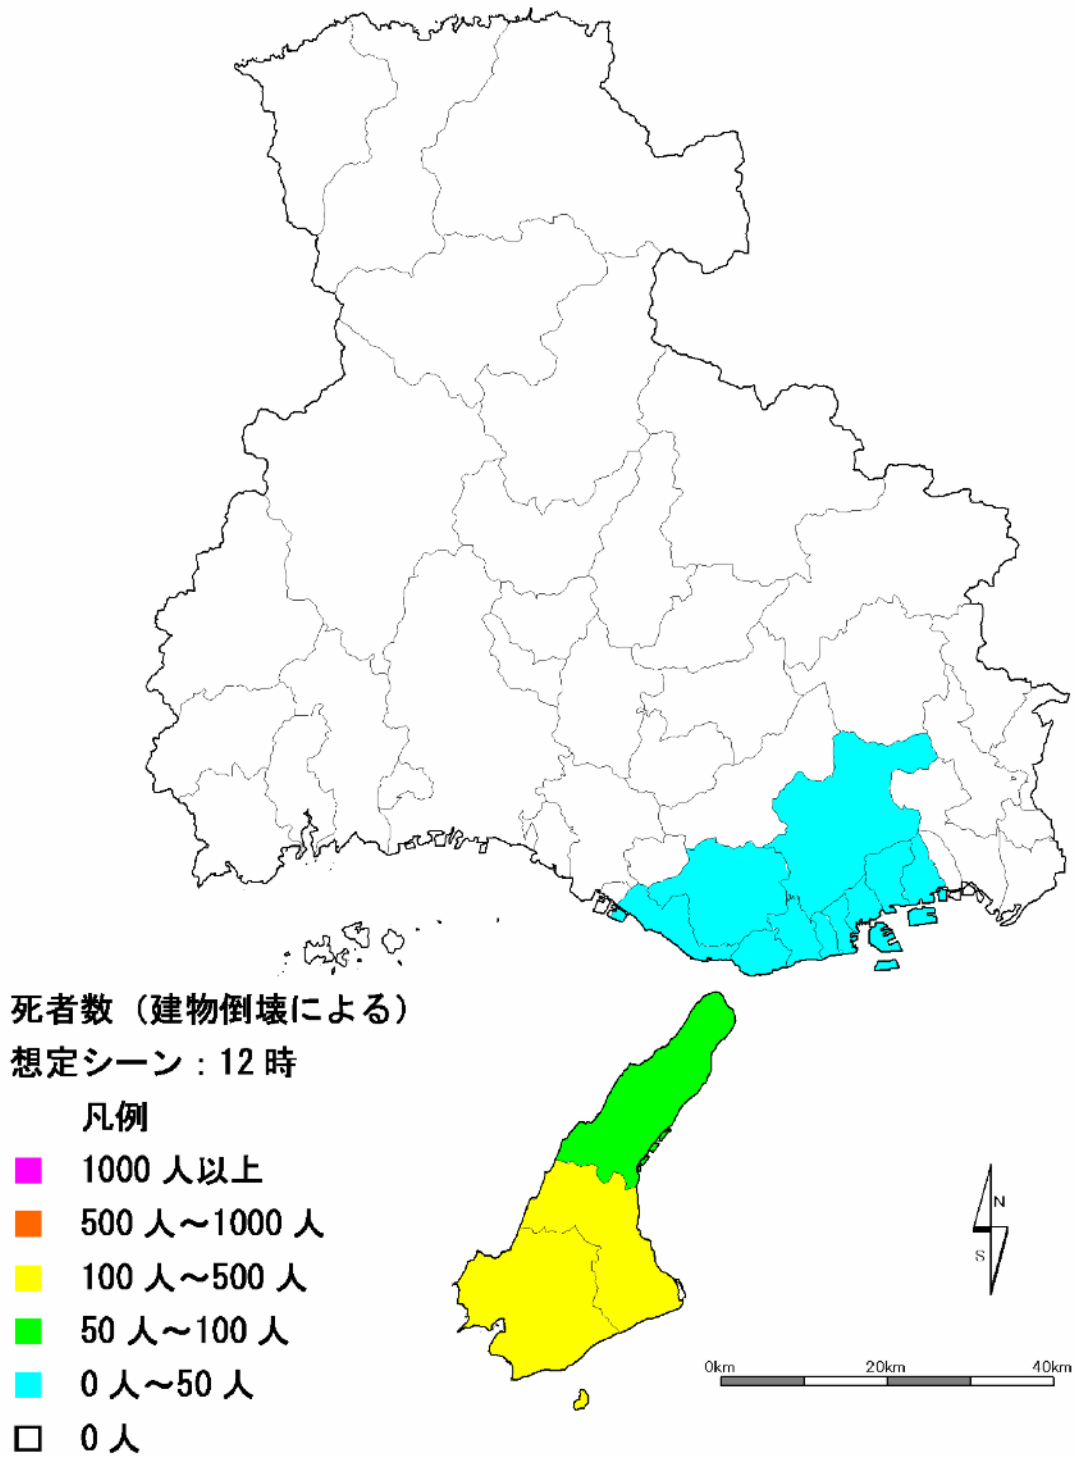 死者数（建物倒壊による）
想定シーン：12時
凡例
1000人以上
500人～1000人
100人～500人
50人～100人
0人～50人
0人
N
S
0km 20km 40km